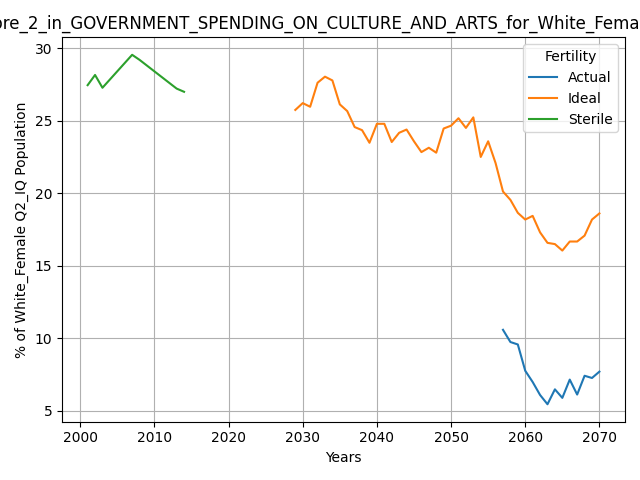 ore_2_in_GOVERNMENT_SPENDING_ON_CULTURE_AND_ARTS_for_White_Fema
30
25
20
15
10
5
% of White_Female Q2_IQ Population
Fertility
Actual
Ideal
Sterile
2000 2010 2020 2030 2040 2050 2060 2070
Years